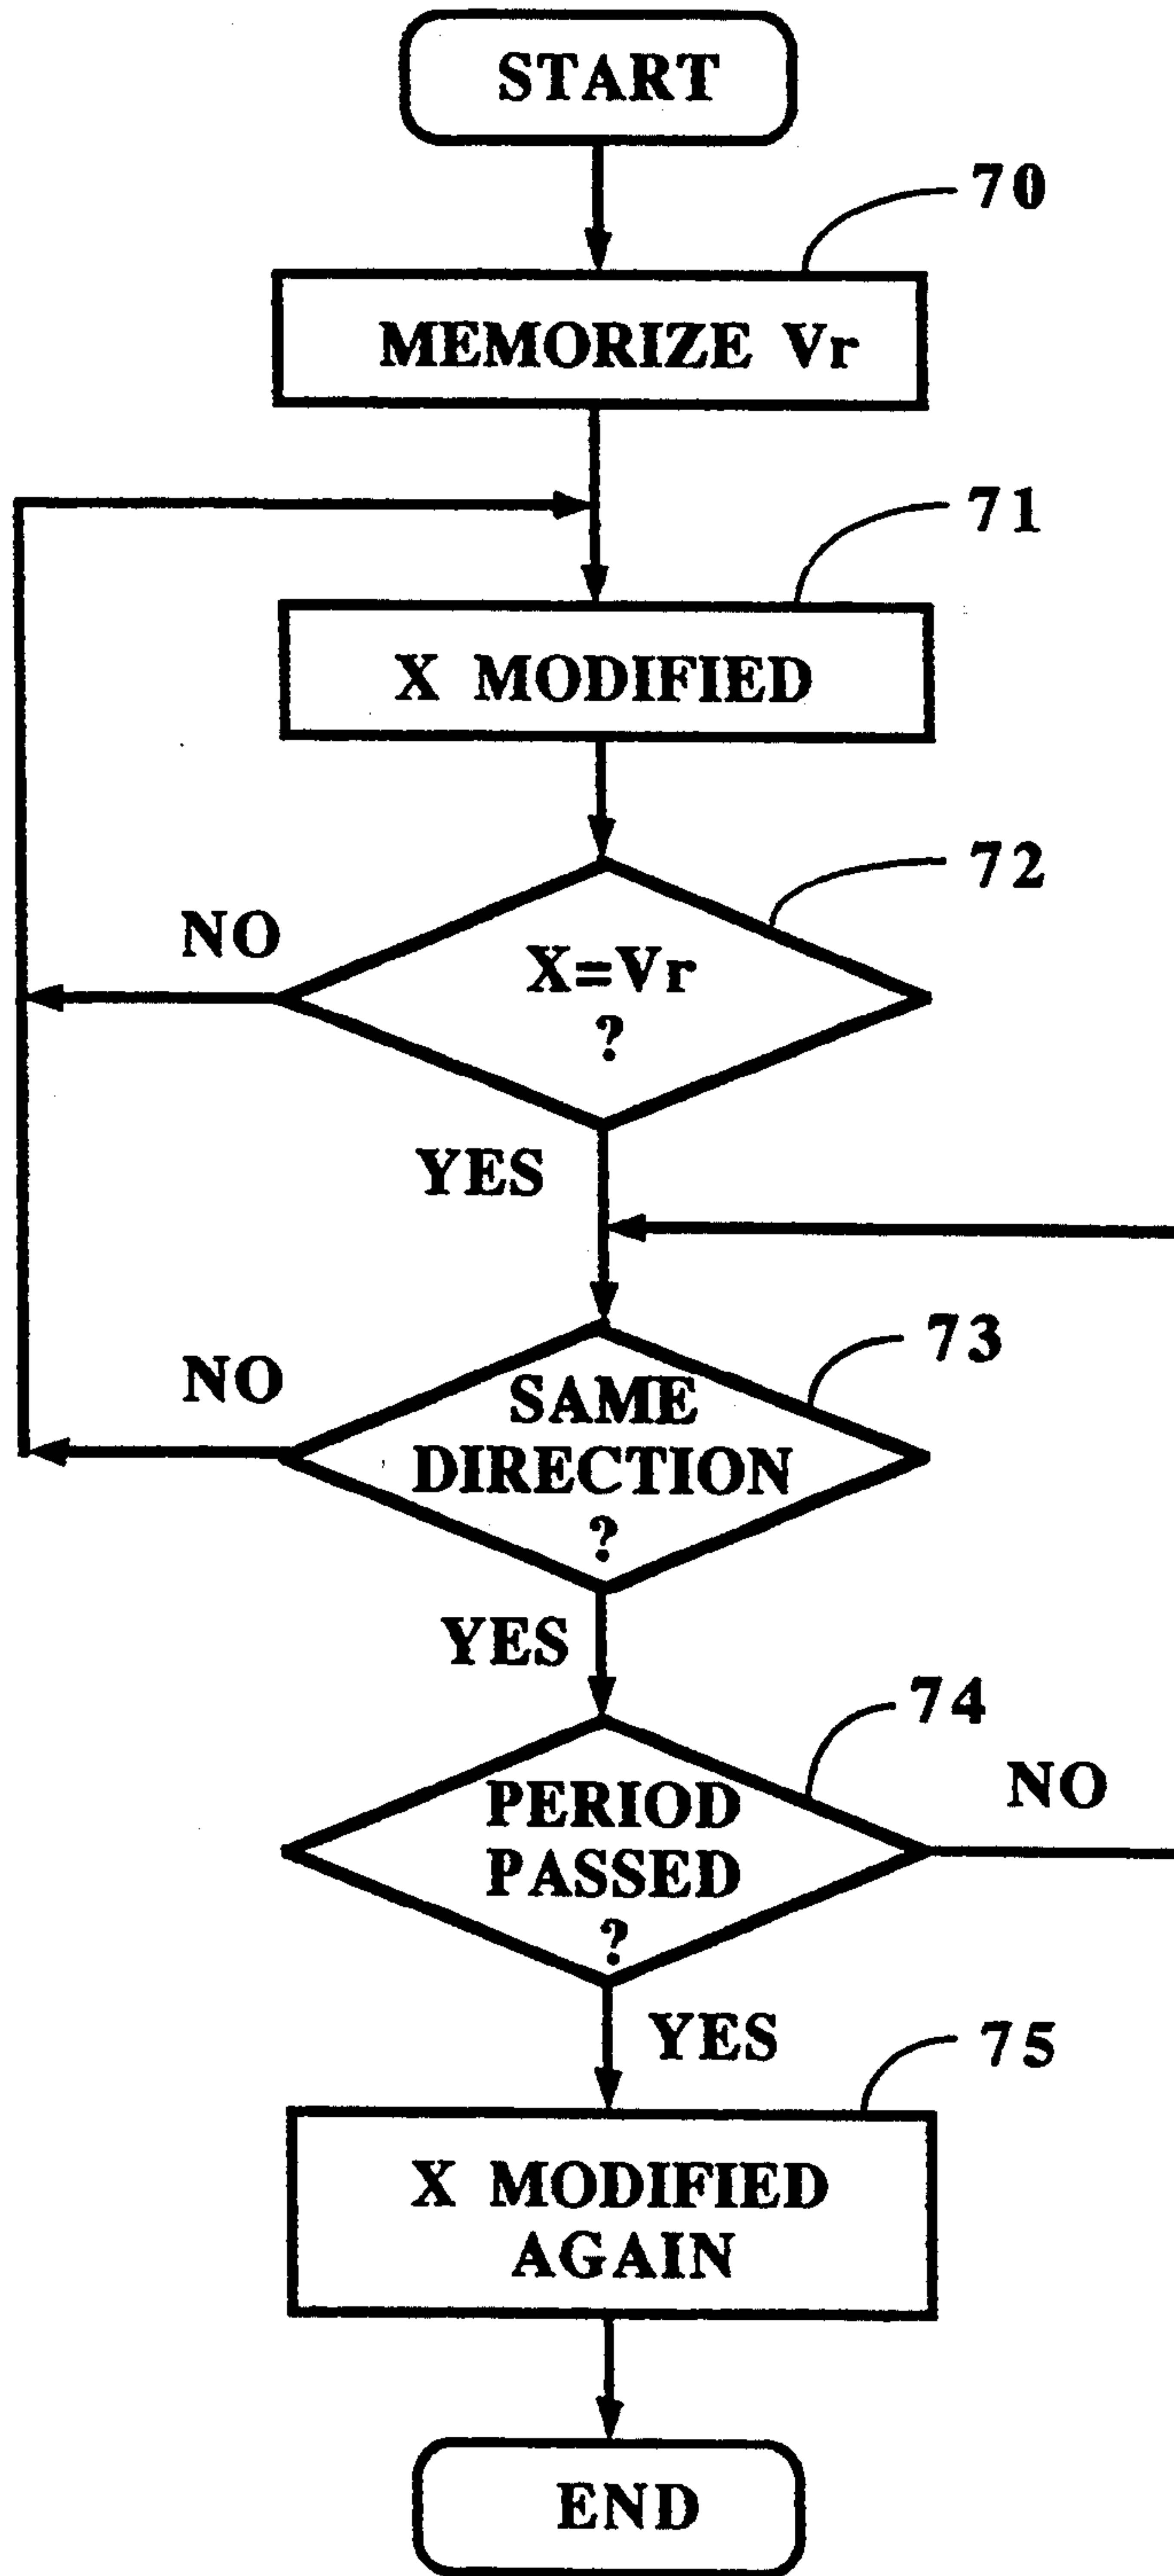 START
70
MEMORIZE Vr
71
X MODIFIED
72
NO
X=Vr
?
YES
73
NO
SAME
DIRECTION
?
YES
74
NO
PERIOD
PASSED
?
YES
75
X MODIFIED
AGAIN
END